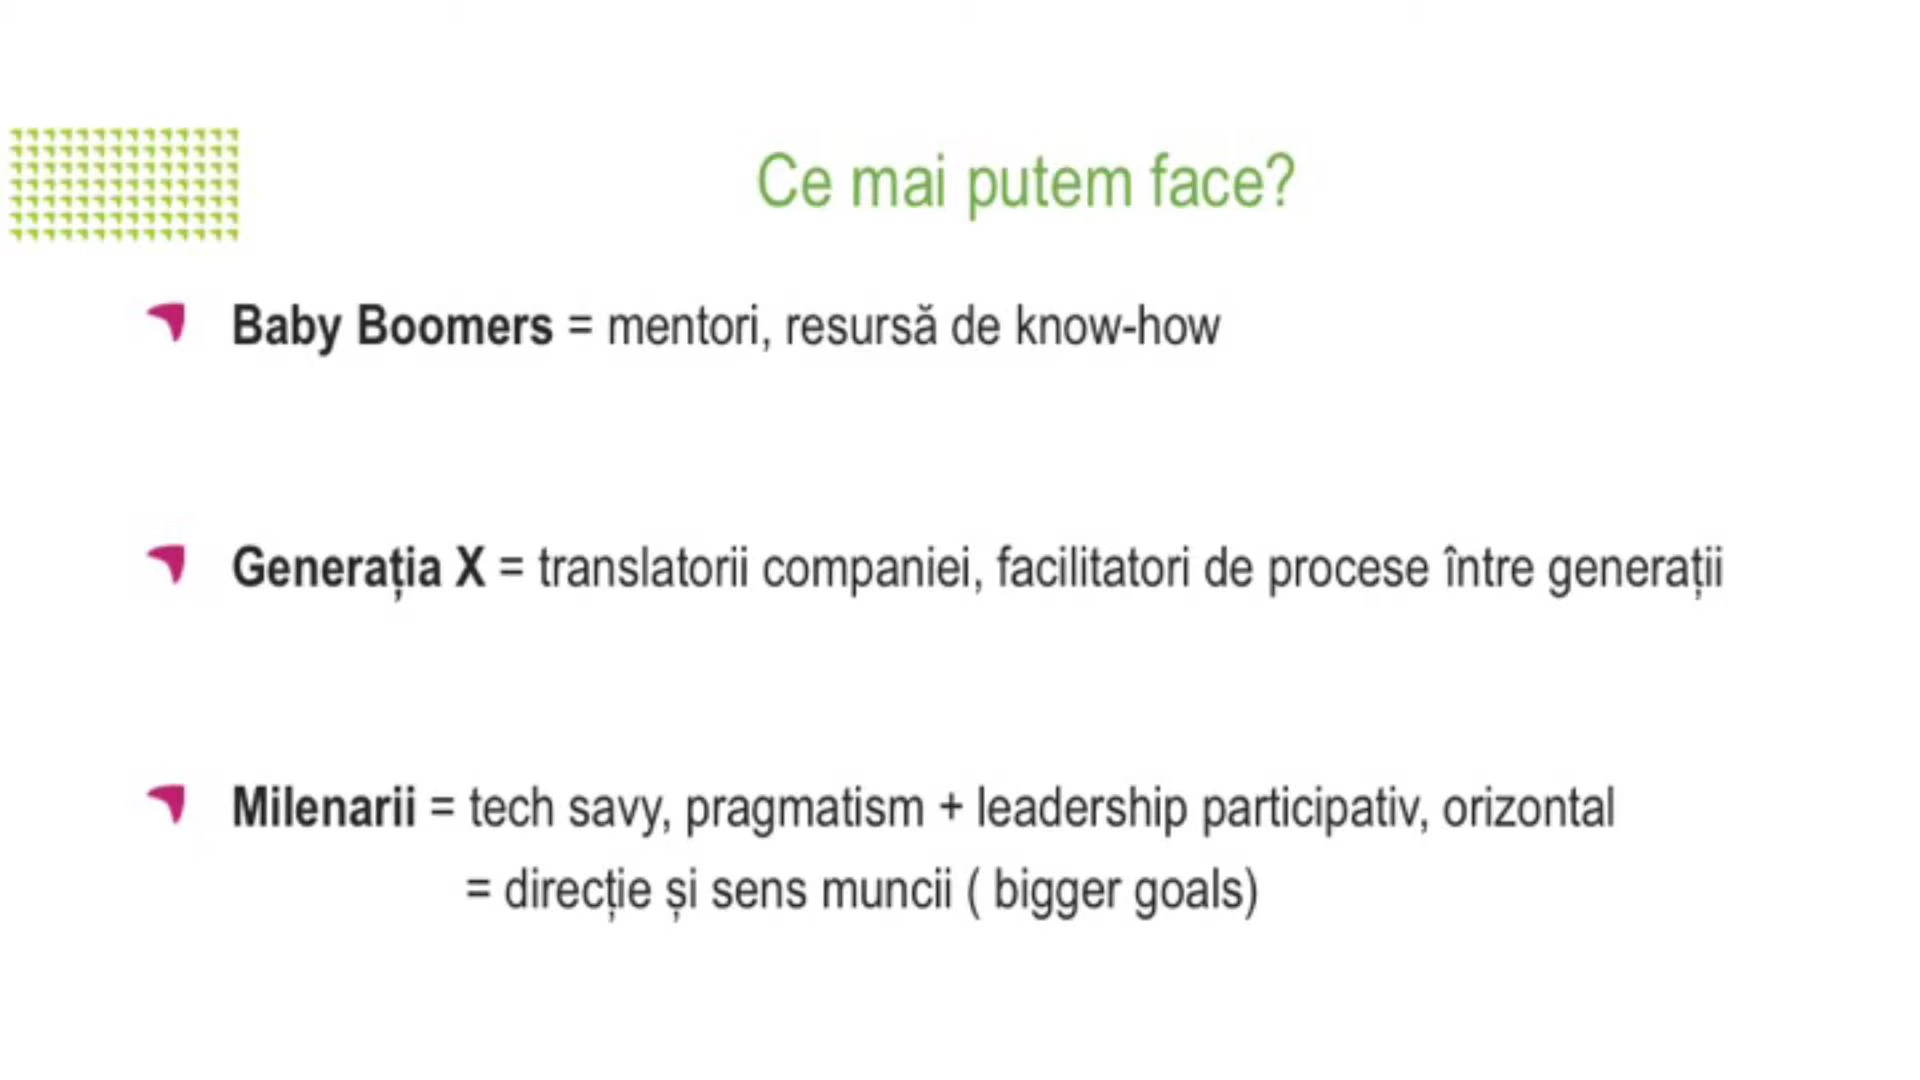 Ce mai putem face?
Baby Boomers = mentori, resursă de know-how
Generația X = translatorii companiei, facilitatori de procese între generații
Milenarii = tech savy, pragmatism + leadership participativ, orizontal
= direcție și sens muncii ( bigger goals)